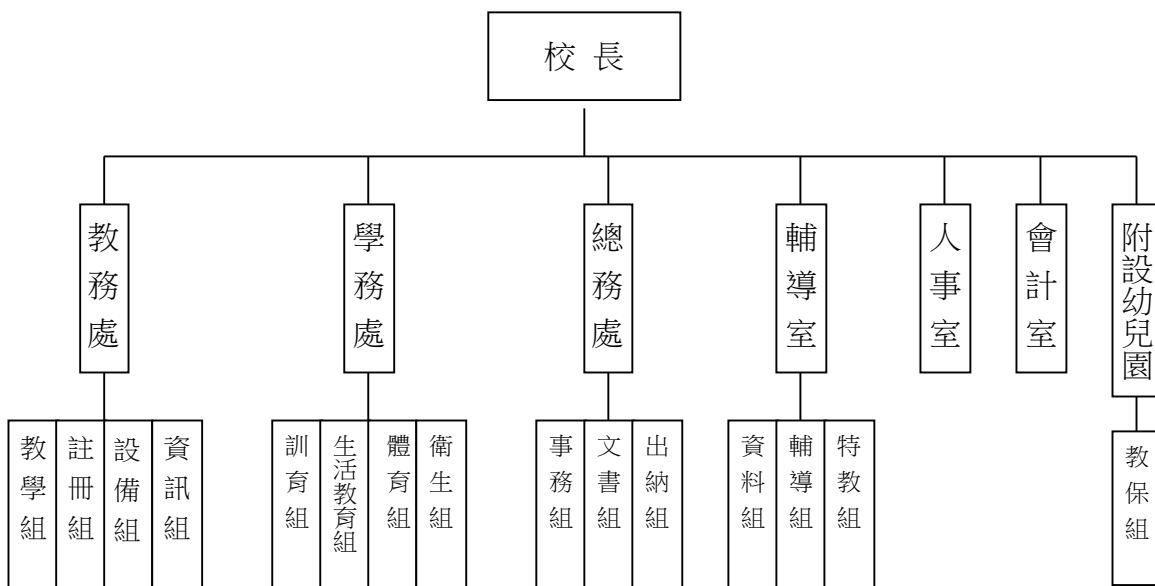 校長
教務處
學務處
總務處
輔導室
人事室
會計室
附設幼兒園
教學組
註冊組
設備組
資訊組
訓育組
生活教育組
體育組
衛生組
事務組
文書組
出納組
資料組
輔導組
特教組
教保組